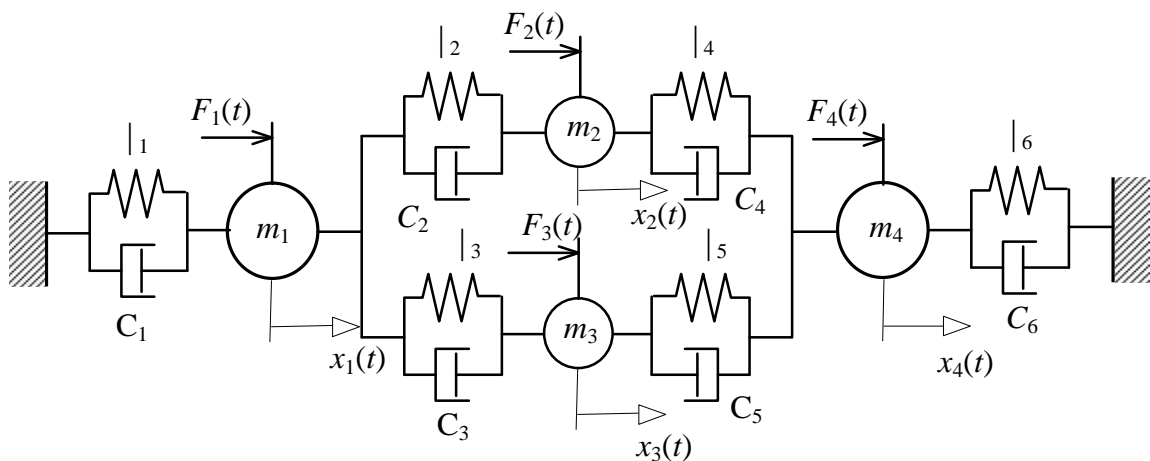 F₂(t)
|₂
|₄
F₁(t)
m₂
F₄(t)
|₁
|₆
C₂
x₂(t)
C₄
m₁
F₃(t)
m₄
|₃
|₅
C₁
m₃
C₆
x₁(t)
x₄(t)
C₃
C₅
x₃(t)